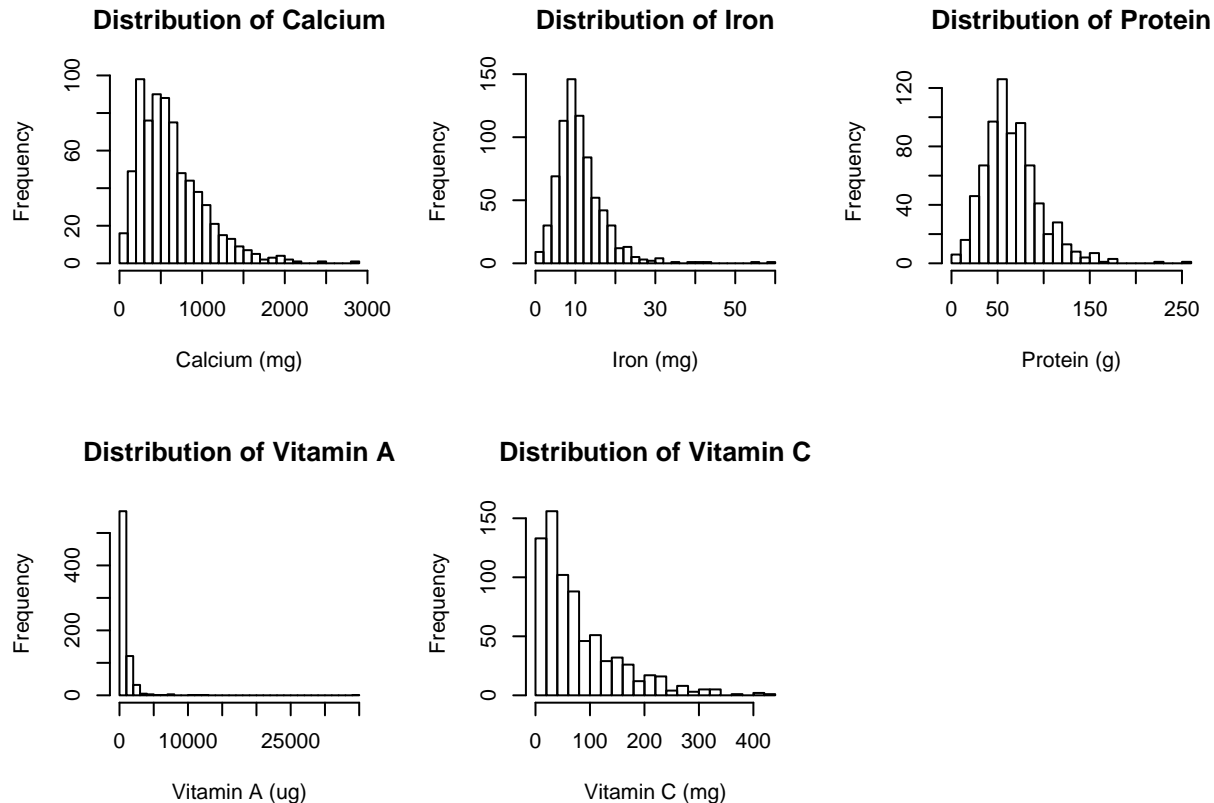 Distribution of Calcium
Frequency
0 20 60 100
0 1000 2000 3000
Calcium (mg)
Distribution of Iron
Frequency
0 50 100 150
0 10 30 50
Iron (mg)
Distribution of Protein
Frequency
0 40 80 120
0 50 150 250
Protein (g)
Distribution of Vitamin A
Frequency
0 200 400
0 10000 25000
Vitamin A (ug)
Distribution of Vitamin C
Frequency
0 50 100 150
0 100 200 300 400
Vitamin C (mg)